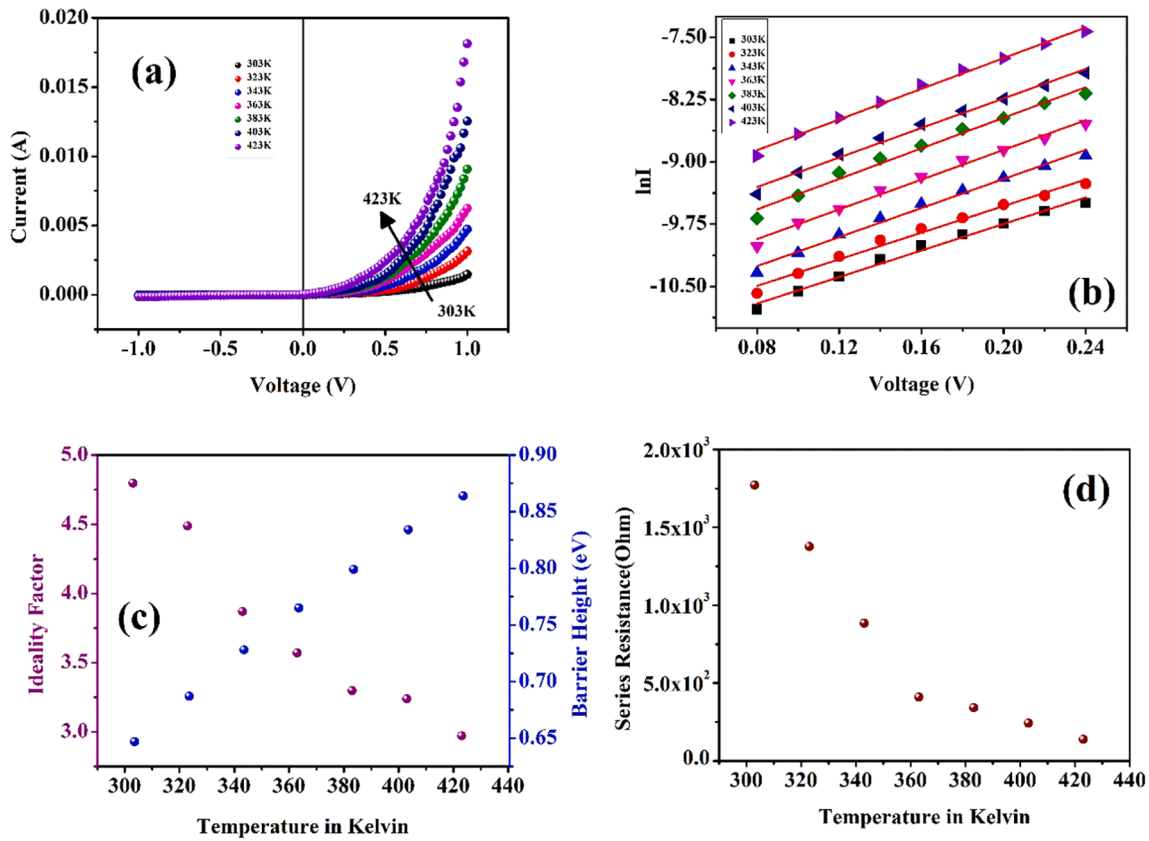 (a)
0.020
0.015
0.010
0.005
0.000
Current (A)
303K
323K
343K
363K
383K
403K
423K
423K
303K
-1.0
-0.5
0.0
0.5
1.0
Voltage (V)
(b)
-7.50
-8.25
-9.00
-9.75
-10.50
lnI
303K
323K
343K
363K
383K
403K
423K
0.08
0.12
0.16
0.20
0.24
Voltage (V)
(c)
5.0
4.5
4.0
3.5
3.0
Ideality Factor
0.90
0.85
0.80
0.75
0.70
0.65
Barrier Height (eV)
300
320
340
360
380
400
420
440
Temperature in Kelvin
(d)
2.0x10³
1.5x10³
1.0x10³
5.0x10²
0.0
Series Resistance(Ohm)
300
320
340
360
380
400
420
440
Temperature in Kelvin